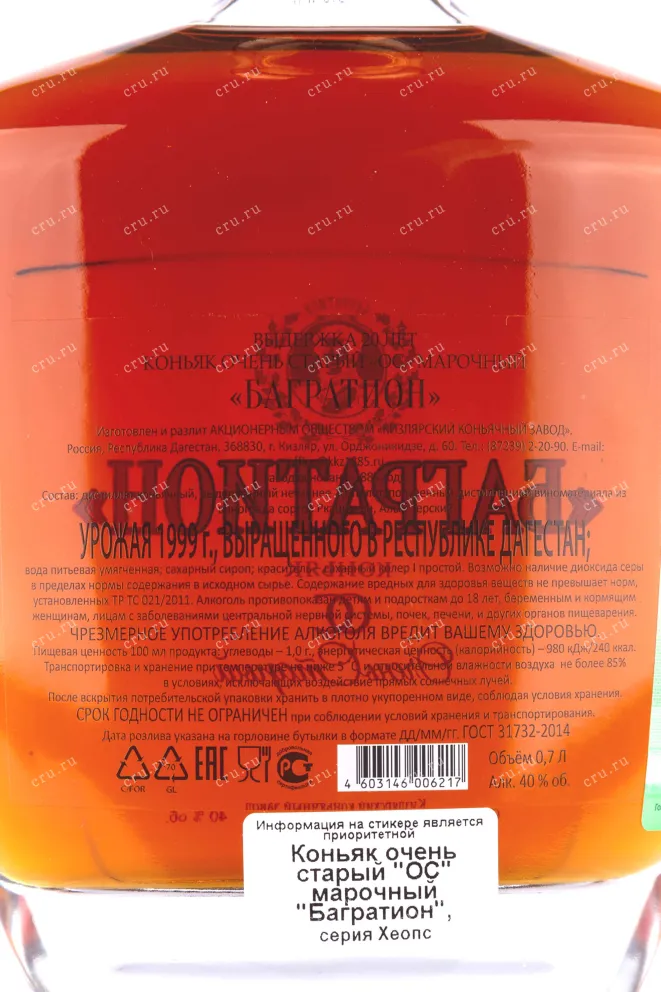 ВЫДЕРЖКА 20 ЛЕТ
КОНЬЯК ОЧЕНЬ СТАРЫЙ "ОС" МАРОЧНЫЙ
«БАГРАТИОН»
Изготовлен и разлит АКЦИОНЕРНЫМ ОБЩЕСТВОМ «КИЗЛЯРСКИЙ КОНЬЯЧНЫЙ ЗАВОД».
Россия, Республика Дагестан, 368830, г. Кизляр, ул. Орджоникидзе, д. 60. Тел.: (87239) 2-20-90. E-mail:
«БАГРАТИОН»
Состав:
УРОЖАЯ 1999 г., ВЫРАЩЕННОГО В РЕСПУБЛИКЕ ДАГЕСТАН;
вода питьевая умягченная; сахарный сироп; краситель - сахарный колер I простой. Возможно наличие диоксида серы
в пределах нормы содержания в исходном сырье. Содержание вредных для здоровья веществ не превышает норм,
установленных ТР ТС 021/2011. Алкоголь противопоказан детям и подросткам до 18 лет, беременным и кормящим
женщинам, лицам с заболеваниями центральной нервной системы, почек, печени, и других органов пищеварения.
ЧРЕЗМЕРНОЕ УПОТРЕБЛЕНИЕ АЛКОГОЛЯ ВРЕДИТ ВАШЕМУ ЗДОРОВЬЮ.
Пищевая ценность 100 мл продукта: углеводы – 1,0 г., энергетическая ценность (калорийность) – 980 кДж/240 ккал.
Транспортировка и хранение при температуре не ниже 5 относительной влажности воздуха не более 85%
в условиях, исключающих воздействие прямых солнечных лучей.
После вскрытия потребительской упаковки хранить в плотно укупоренном виде, соблюдая условия хранения.
СРОК ГОДНОСТИ НЕ ОГРАНИЧЕН при соблюдении условий хранения и транспортирования.
Дата розлива указана на горловине бутылки в формате ДД/ММ/ГГ. ГОСТ 31732-2014
C/FOR
70
GL
EAC
4 603146 006217
Объём 0,7 Л
Алк. 40 % об.
40 % об.
Информация на стикере является
приоритетной
Коньяк очень
старый "ОС"
марочный
"Багратион",
серия Хеопс